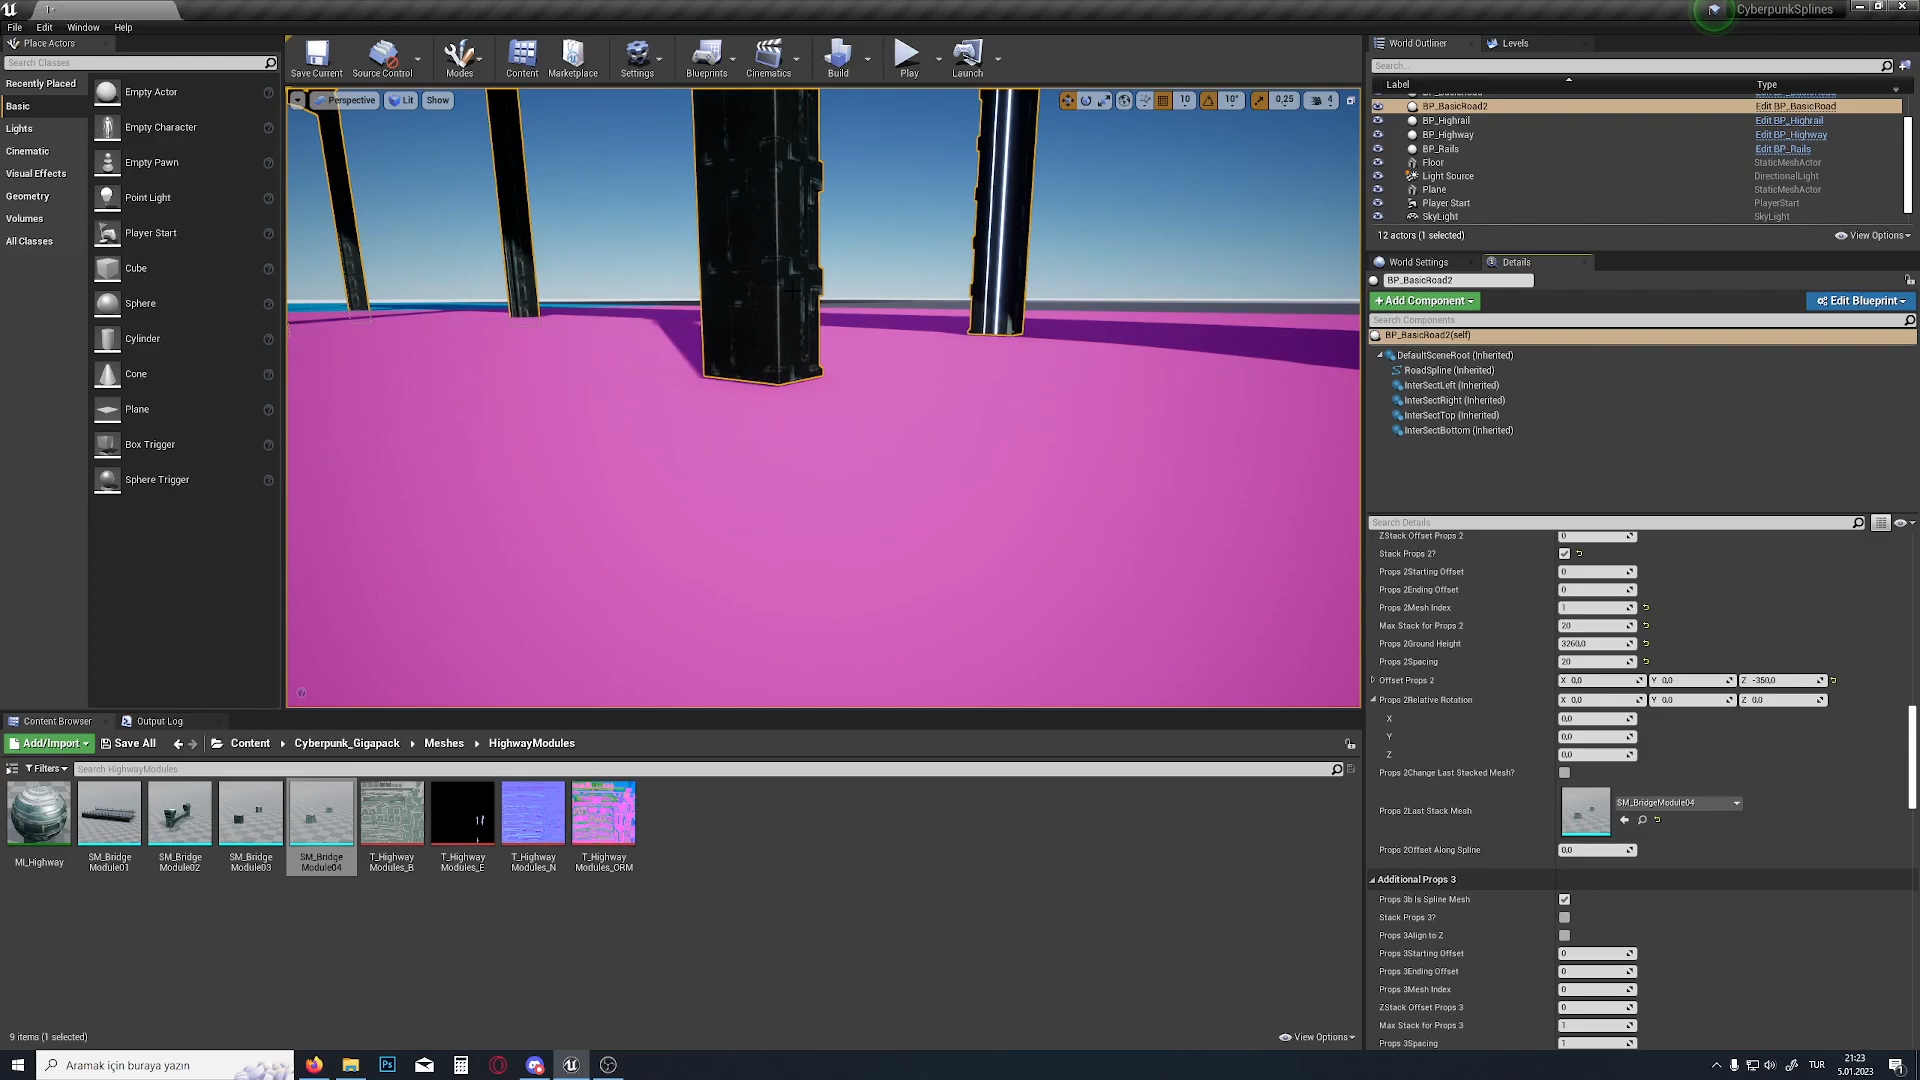 CyberpunkSplines
File Edit Window Help
Place Actors
Search Classes
Recently Placed
Basic
Lights
Cinematic
Visual Effects
Geometry
Volumes
All Classes
Empty Actor
Empty Character
Empty Pawn
Point Light
Player Start
Cube
Sphere
Cylinder
Cone
Plane
Box Trigger
Sphere Trigger
Save Current
Source Control
Modes
Content
Marketplace
Settings
Blueprints
Cinematics
Build
Play
Launch
Perspective
Lit
Show
10
10°
0,25
4
World Outliner
Levels
Search...
Label Type
BP_BasicRoad2 Edit BP_BasicRoad
BP_Highrail Edit BP_Highrail
BP_Highway Edit BP_Highway
BP_Rails Edit BP_Rails
Floor StaticMeshActor
Light Source DirectionalLight
Plane StaticMeshActor
Player Start PlayerStart
SkyLight SkyLight
12 actors (1 selected)
View Options
World Settings
Details
BP_BasicRoad2
+Add Component
Edit Blueprint
Search Components
BP_BasicRoad2(self)
DefaultSceneRoot (Inherited)
RoadSpline (Inherited)
InterSectLeft (Inherited)
InterSectRight (Inherited)
InterSectTop (Inherited)
InterSectBottom (Inherited)
Search Details
ZStack Offset Props 2 0
Stack Props 2?
Props 2Starting Offset 0
Props 2Ending Offset 0
Props 2Mesh Index 1
Max Stack for Props 2 20
Props 2Ground Height 3260,0
Props 2Spacing 20
Offset Props 2 X 0,0 Y 0,0 Z -350,0
Props 2Relative Rotation X 0,0 Y 0,0 Z 0,0
X 0,0
Y 0,0
Z 0,0
Props 2Change Last Stacked Mesh?
Props 2Last Stack Mesh SM_BridgeModule04
Props 2Offset Along Spline 0,0
Additional Props 3
Props 3b Is Spline Mesh
Stack Props 3?
Props 3Align to Z
Props 3Starting Offset 0
Props 3Ending Offset 0
Props 3Mesh Index 0
ZStack Offset Props 3 0
Max Stack for Props 3 1
Props 3Spacing 1
Content Browser
Output Log
Add/Import
Save All
Content
Cyberpunk_Gigapack
Meshes
HighwayModules
Filters
Search HighwayModules
MI_Highway
SM_Bridge Module01
SM_Bridge Module02
SM_Bridge Module03
SM_Bridge Module04
T_Highway Modules_B
T_Highway Modules_E
T_Highway Modules_N
T_Highway Modules_ORM
9 items (1 selected)
View Options
Aramak için buraya yazın
TUR
21:23
5.01.2023